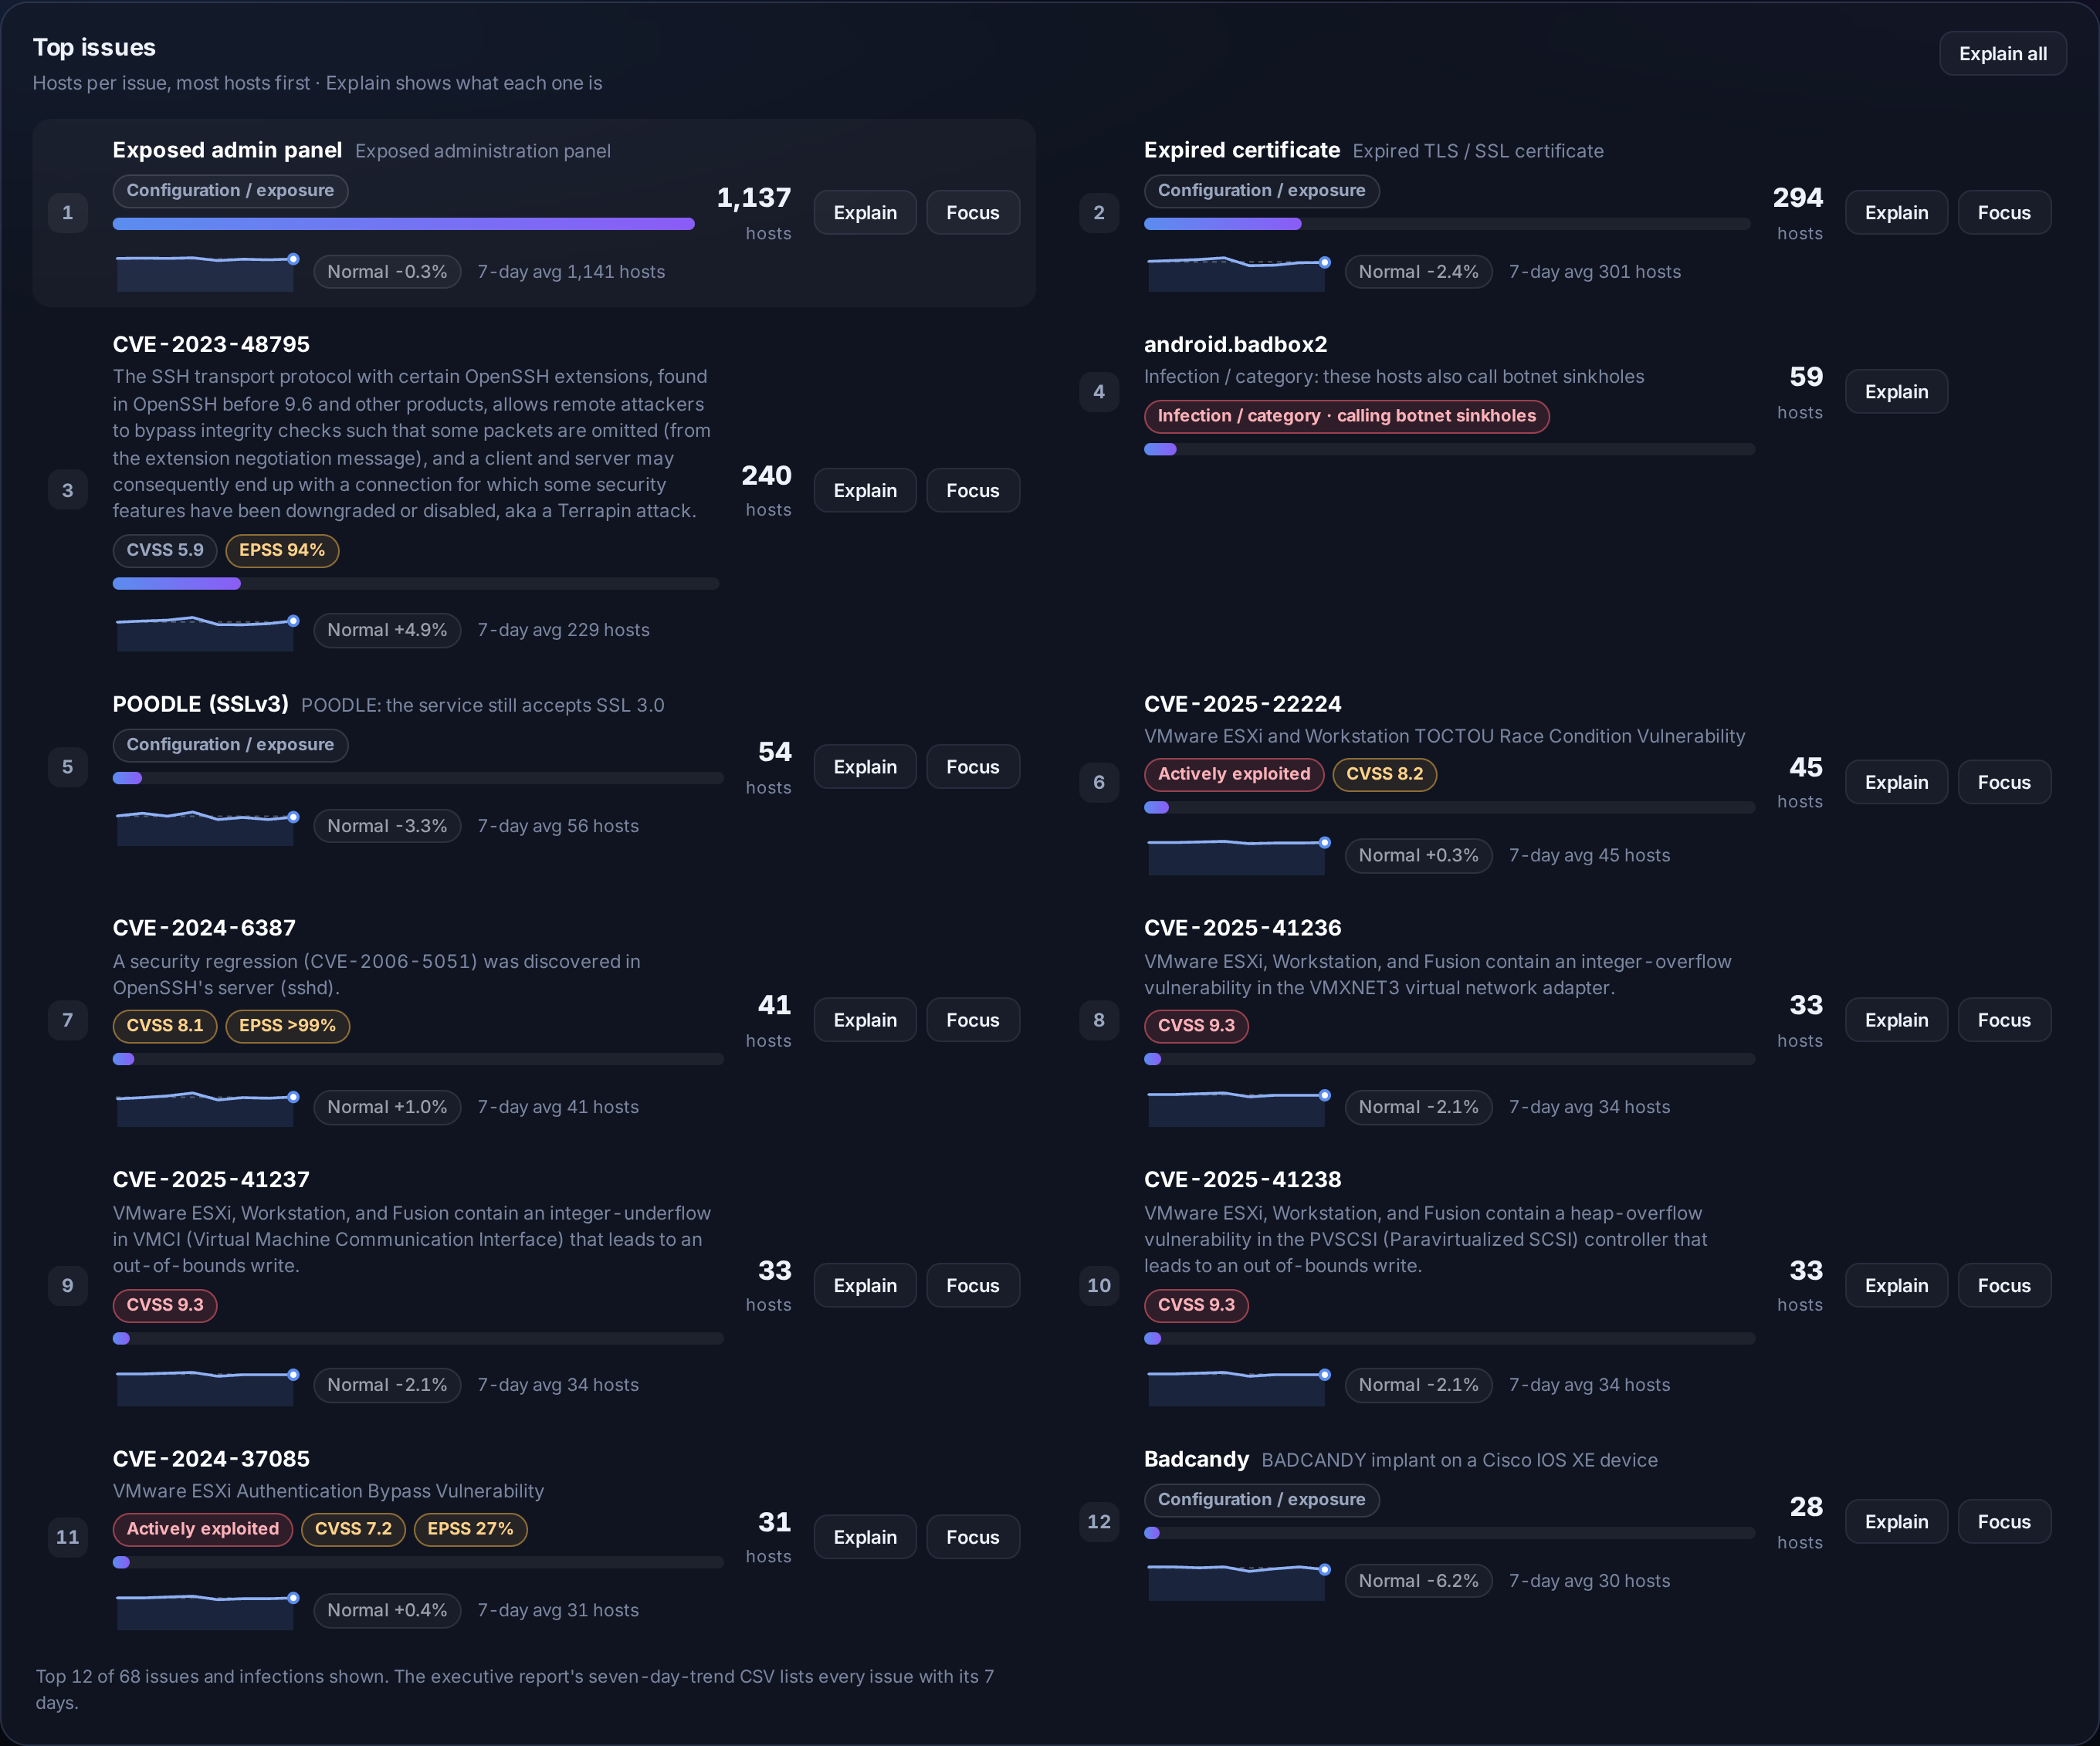 Top issues
Explain all
Hosts per issue, most hosts first · Explain shows what each one is
1
Exposed admin panel Exposed administration panel
Configuration / exposure
1,137
hosts
Explain
Focus
Normal -0.3%
7-day avg 1,141 hosts
2
Expired certificate Expired TLS / SSL certificate
Configuration / exposure
294
hosts
Explain
Focus
Normal -2.4%
7-day avg 301 hosts
3
CVE-2023-48795
The SSH transport protocol with certain OpenSSH extensions, found
in OpenSSH before 9.6 and other products, allows remote attackers
to bypass integrity checks such that some packets are omitted (from
the extension negotiation message), and a client and server may
consequently end up with a connection for which some security
features have been downgraded or disabled, aka a Terrapin attack.
CVSS 5.9
EPSS 94%
240
hosts
Explain
Focus
Normal +4.9%
7-day avg 229 hosts
4
android.badbox2
Infection / category: these hosts also call botnet sinkholes
Infection / category · calling botnet sinkholes
59
hosts
Explain
5
POODLE (SSLv3) POODLE: the service still accepts SSL 3.0
Configuration / exposure
54
hosts
Explain
Focus
Normal -3.3%
7-day avg 56 hosts
6
CVE-2025-22224
VMware ESXi and Workstation TOCTOU Race Condition Vulnerability
Actively exploited
CVSS 8.2
45
hosts
Explain
Focus
Normal +0.3%
7-day avg 45 hosts
7
CVE-2024-6387
A security regression (CVE-2006-5051) was discovered in
OpenSSH's server (sshd).
CVSS 8.1
EPSS >99%
41
hosts
Explain
Focus
Normal +1.0%
7-day avg 41 hosts
8
CVE-2025-41236
VMware ESXi, Workstation, and Fusion contain an integer-overflow
vulnerability in the VMXNET3 virtual network adapter.
CVSS 9.3
33
hosts
Explain
Focus
Normal -2.1%
7-day avg 34 hosts
9
CVE-2025-41237
VMware ESXi, Workstation, and Fusion contain an integer-underflow
in VMCI (Virtual Machine Communication Interface) that leads to an
out-of-bounds write.
CVSS 9.3
33
hosts
Explain
Focus
Normal -2.1%
7-day avg 34 hosts
10
CVE-2025-41238
VMware ESXi, Workstation, and Fusion contain a heap-overflow
vulnerability in the PVSCSI (Paravirtualized SCSI) controller that
leads to an out of-bounds write.
CVSS 9.3
33
hosts
Explain
Focus
Normal -2.1%
7-day avg 34 hosts
11
CVE-2024-37085
VMware ESXi Authentication Bypass Vulnerability
Actively exploited
CVSS 7.2
EPSS 27%
31
hosts
Explain
Focus
Normal +0.4%
7-day avg 31 hosts
12
Badcandy BADCANDY implant on a Cisco IOS XE device
Configuration / exposure
28
hosts
Explain
Focus
Normal -6.2%
7-day avg 30 hosts
Top 12 of 68 issues and infections shown. The executive report's seven-day-trend CSV lists every issue with its 7
days.